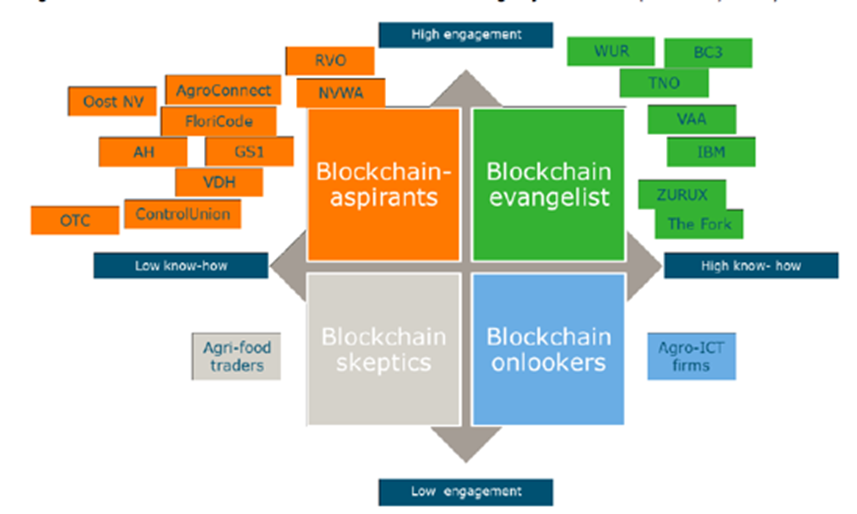 High engagement
RVO
WUR
BC3
AgroConnect
NVWA
TNO
Oost NV
FloriCode
VAA
AH
GS1
IBM
VDH
ZURUX
OTC
ControlUnion
The Fork
Blockchain-
aspirants
Blockchain
evangelist
Low know-how
High know- how
Blockchain
skeptics
Blockchain
onlookers
Agri-food
traders
Agro-ICT
firms
Low engagement